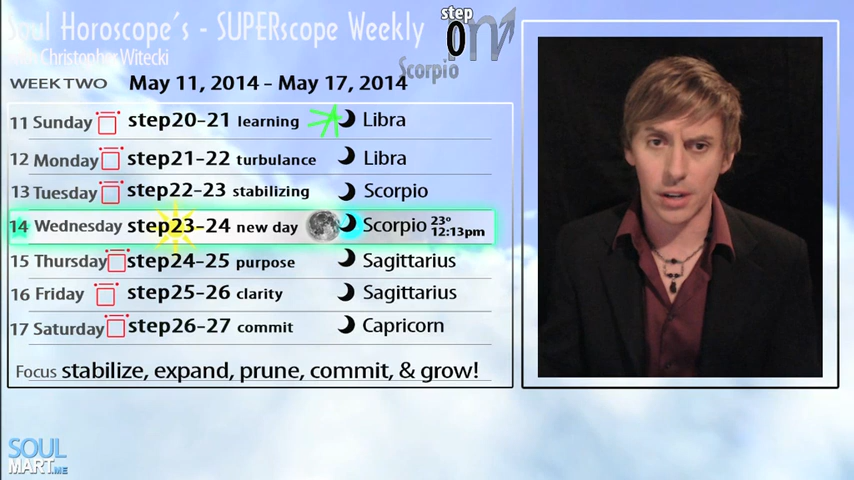 Soul Horoscope's - SUPERscope Weekly
Christopher Witecki
step
0
Scorpio
WEEK TWO May 11, 2014 - May 17, 2014
11 Sunday step20-21 learning Libra
12 Monday step21-22 turbulance Libra
13 Tuesday step22-23 stabilizing Scorpio
14 Wednesday step23-24 new day Scorpio 23° 12:13pm
15 Thursday step24-25 purpose Sagittarius
16 Friday step25-26 clarity Sagittarius
17 Saturday step26-27 commit Capricorn
Focus stabilize, expand, prune, commit, & grow!
SOUL
MART.ME